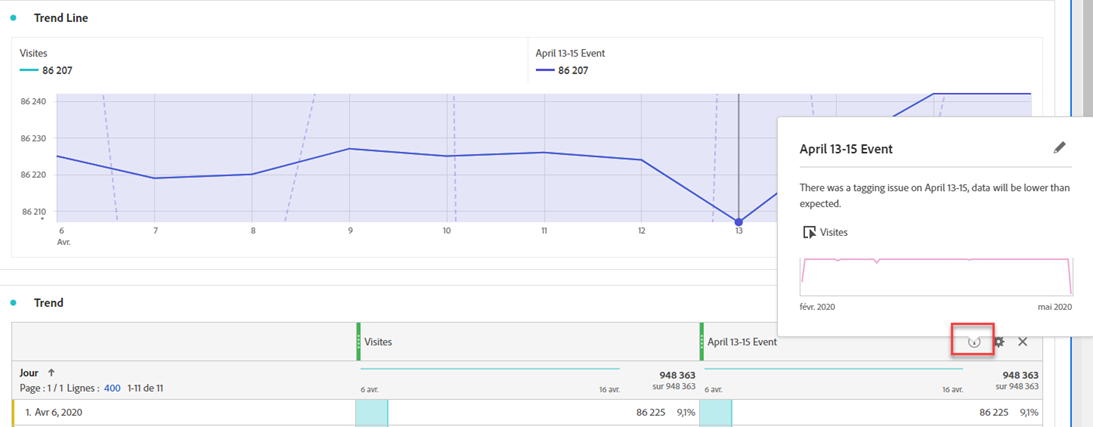 Trend Line
Visites
86 207
April 13-15 Event
86 207
86 240
86 230
86 220
86 210
6
7
8
9
10
11
12
13
Avr.
April 13-15 Event
There was a tagging issue on April 13-15, data will be lower than
expected.
Visites
févr. 2020
mai 2020
Trend
Visites
April 13-15 Event
Jour
Page : 1 / 1 Lignes : 400 1-11 de 11
6 avr.
16 avr.
948 363
sur 948 363
6 avr.
16 avr.
948 363
sur 948 363
1. Avr 6, 2020
86 225
9,1%
86 225
9,1%